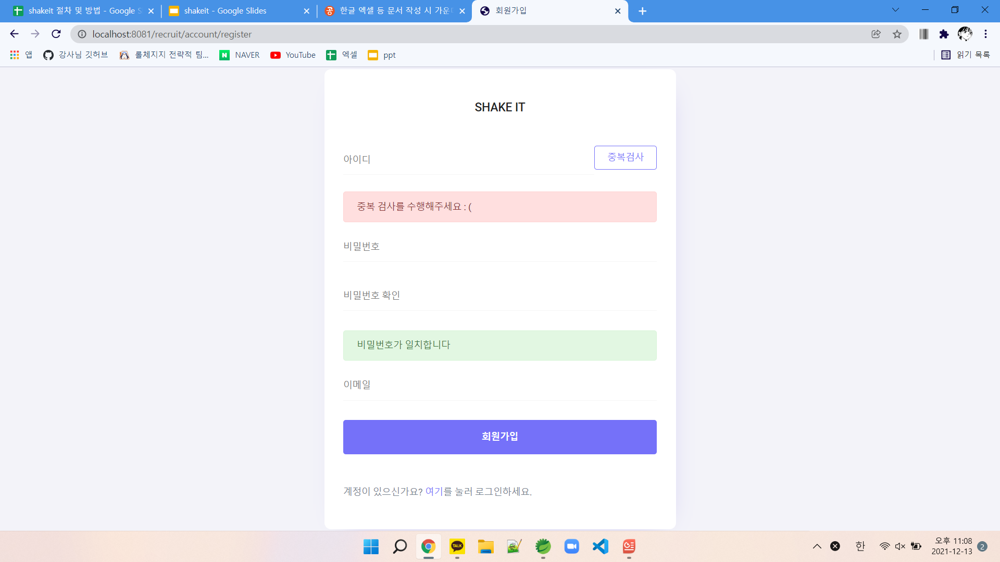 shakeit 절차 및 방법 - Google S
shakeit - Google Slides
공 한글 엑셀 등 문서 작성 시 가운
회원가입
localhost:8081/recruit/account/register
앱
강사님 깃허브
롤체지지 전략적 팀...
N NAVER
YouTube
엑셀
ppt
읽기 목록
SHAKE IT
아이디
중복검사
중복 검사를 수행해주세요 : (
비밀번호
비밀번호 확인
비밀번호가 일치합니다
이메일
회원가입
계정이 있으신가요? 여기를 눌러 로그인하세요.
TALK
한
오후 11:08
2021-12-13
2